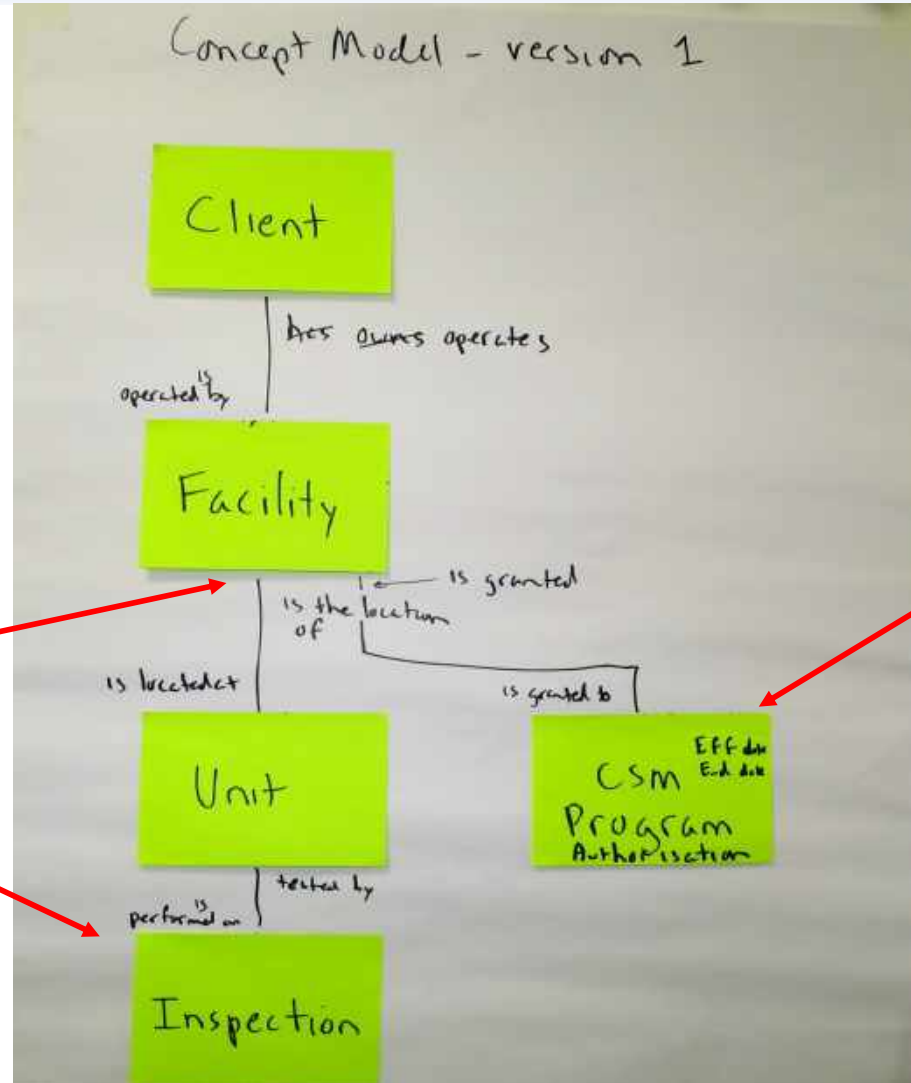 Concept Model - version 1
Client
has owns operates
is
operated by
Facility
is granted
is the location
of
is located at
is granted to
Unit
CSM
Eff date
End date
Program
Authorisation
tested by
is
performed on
Inspection